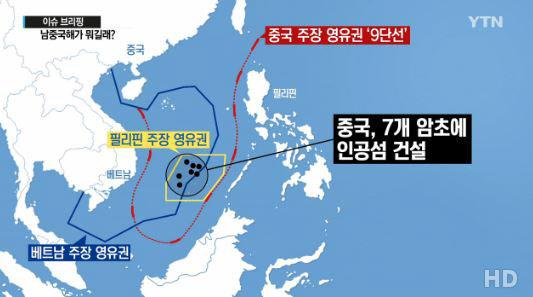 이슈 브리핑
남중국해가 뭐길래?
YTN
중국 주장 영유권 '9단선'
중국
필리핀
필리핀 주장 영유권
중국, 7개 암초에
인공섬 건설
베트남
베트남 주장 영유권
HD